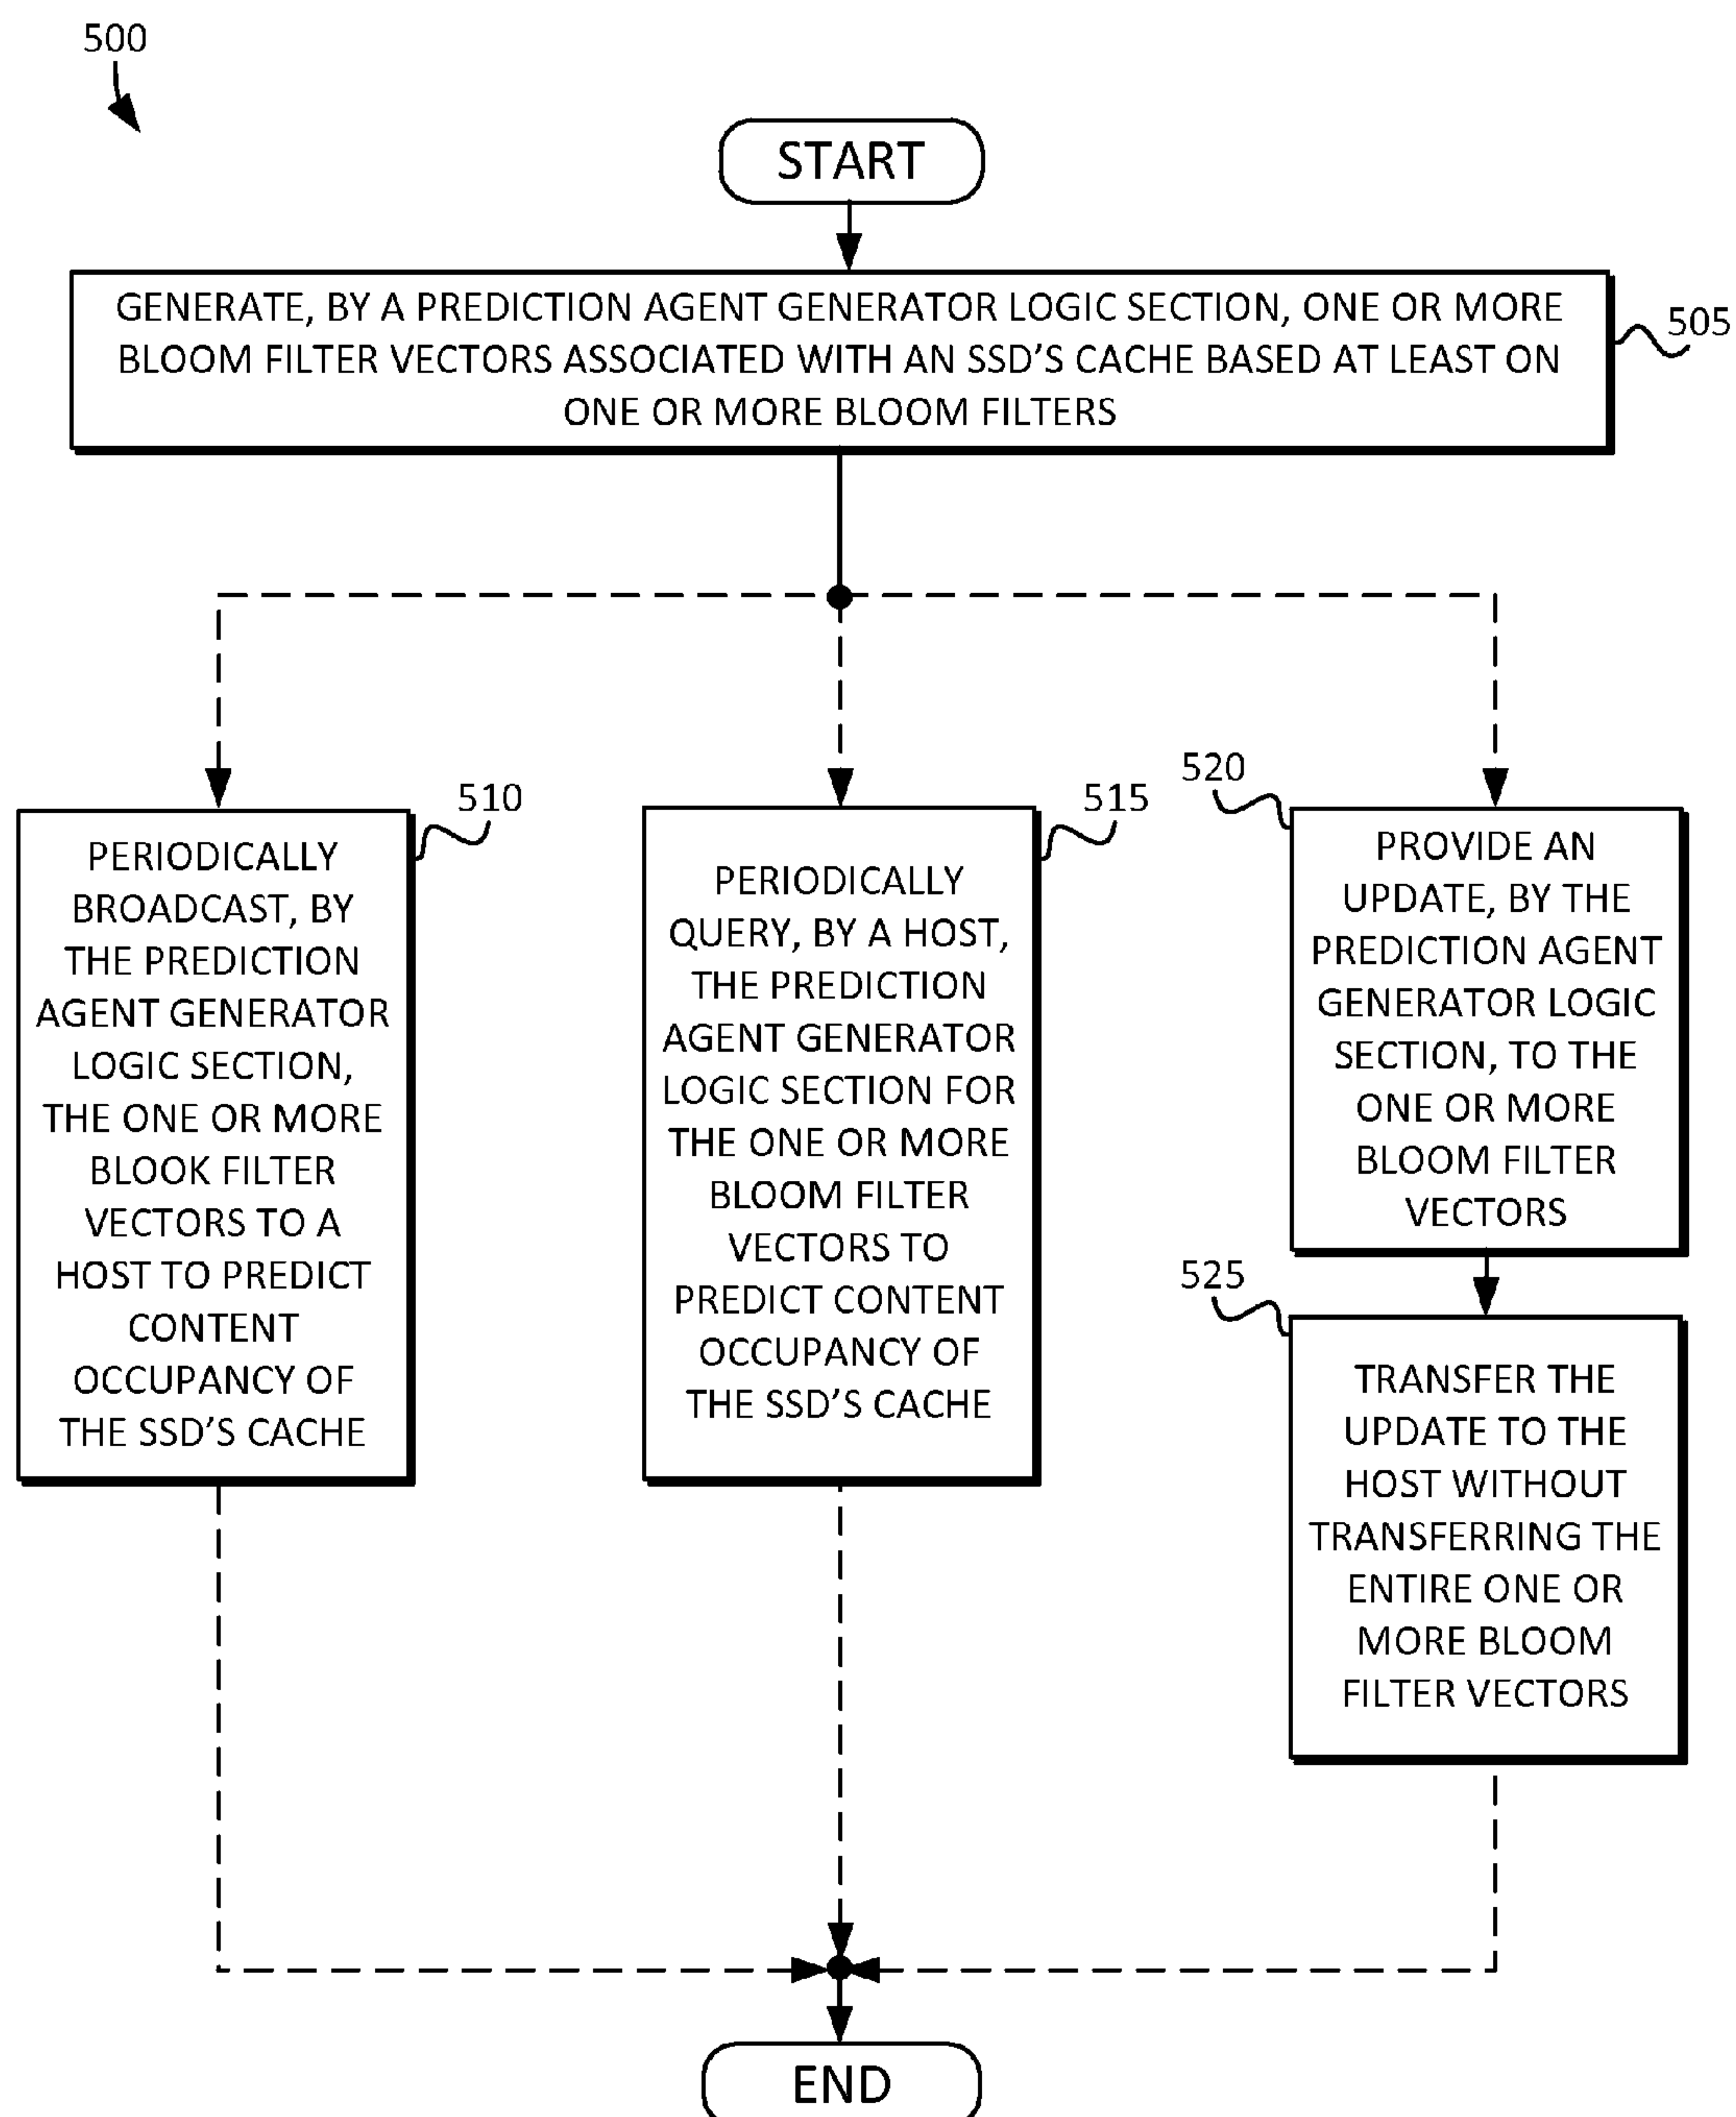 500
START
GENERATE, BY A PREDICTION AGENT GENERATOR LOGIC SECTION, ONE OR MORE
BLOOM FILTER VECTORS ASSOCIATED WITH AN SSD'S CACHE BASED AT LEAST ON
ONE OR MORE BLOOM FILTERS
505
510
PERIODICALLY
BROADCAST, BY
THE PREDICTION
AGENT GENERATOR
LOGIC SECTION,
THE ONE OR MORE
BLOOK FILTER
VECTORS TO A
HOST TO PREDICT
CONTENT
OCCUPANCY OF
THE SSD'S CACHE
515
PERIODICALLY
QUERY, BY A HOST,
THE PREDICTION
AGENT GENERATOR
LOGIC SECTION FOR
THE ONE OR MORE
BLOOM FILTER
VECTORS TO
PREDICT CONTENT
OCCUPANCY OF
THE SSD'S CACHE
520
PROVIDE AN
UPDATE, BY THE
PREDICTION AGENT
GENERATOR LOGIC
SECTION, TO THE
ONE OR MORE
BLOOM FILTER
VECTORS
525
TRANSFER THE
UPDATE TO THE
HOST WITHOUT
TRANSFERRING THE
ENTIRE ONE OR
MORE BLOOM
FILTER VECTORS
END